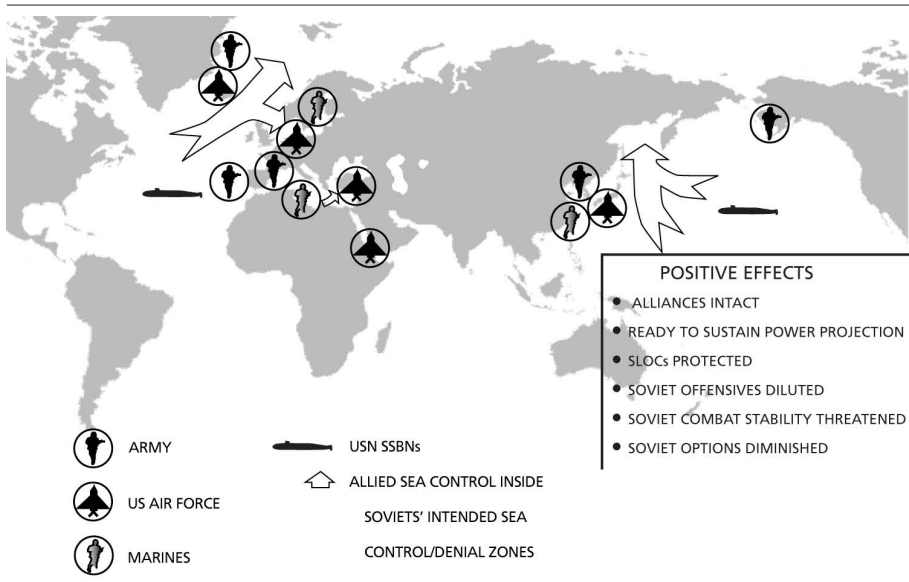 POSITIVE EFFECTS
• ALLIANCES INTACT
• READY TO SUSTAIN POWER PROJECTION
• SLOCs PROTECTED
• SOVIET OFFENSIVES DILUTED
• SOVIET COMBAT STABILITY THREATENED
• SOVIET OPTIONS DIMINISHED
ARMY
US AIR FORCE
MARINES
USN SSBNs
ALLIED SEA CONTROL INSIDE
SOVIETS' INTENDED SEA
CONTROL/DENIAL ZONES